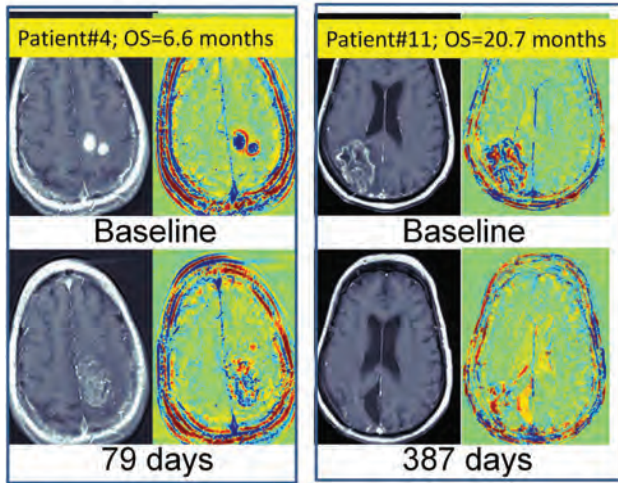 Patient#4; OS=6.6 months
Baseline
79 days
Patient#11; OS=20.7 months
Baseline
387 days